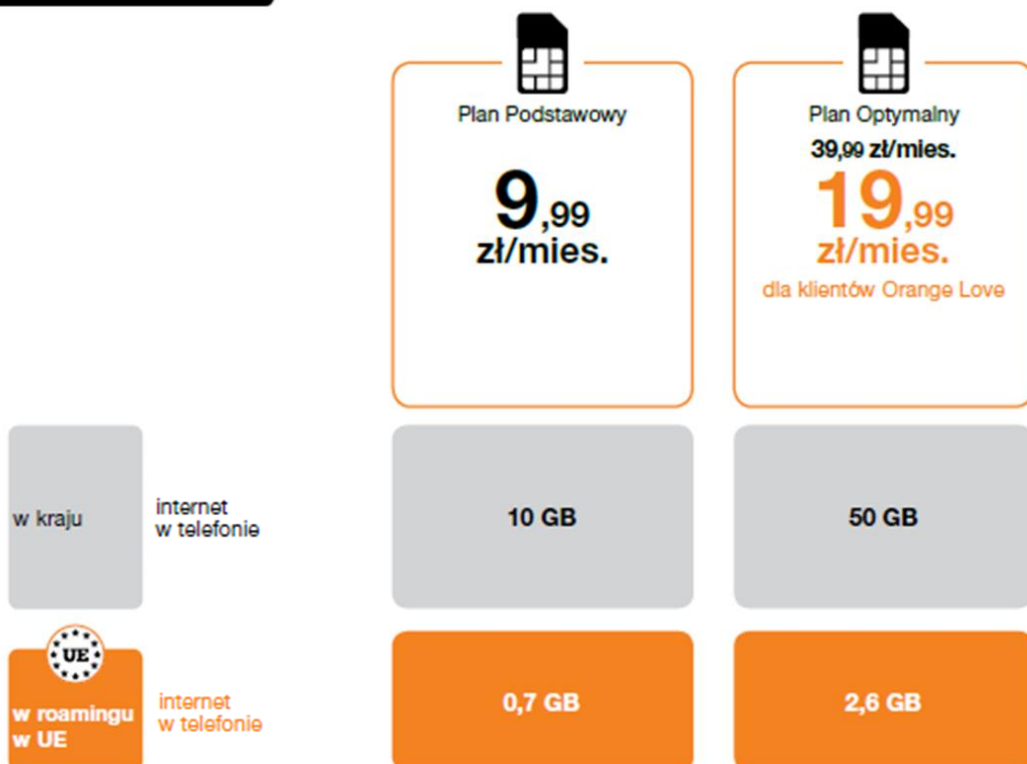 Plan Podstawowy
9,99
zł/mies.
Plan Optymalny
39,99 zł/mies.
19,99
zł/mies.
dla klientów Orange Love
w kraju
internet
w telefonie
10 GB
50 GB
UE
w roamingu
w UE
internet
w telefonie
0,7 GB
2,6 GB